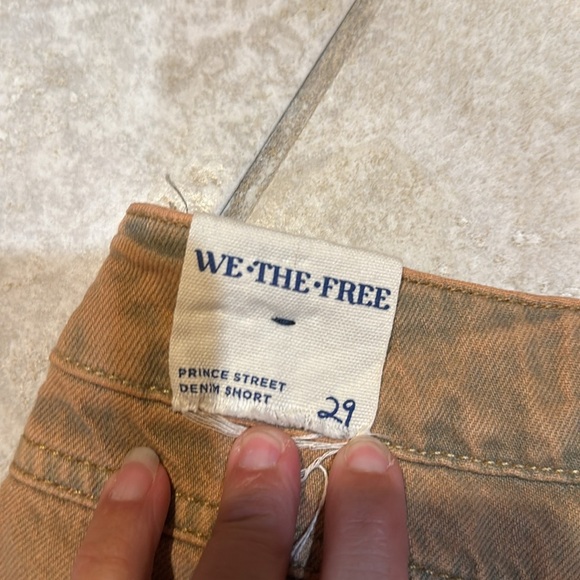 WE•THE•FREE
PRINCE STREET
DENIM SHORT
29